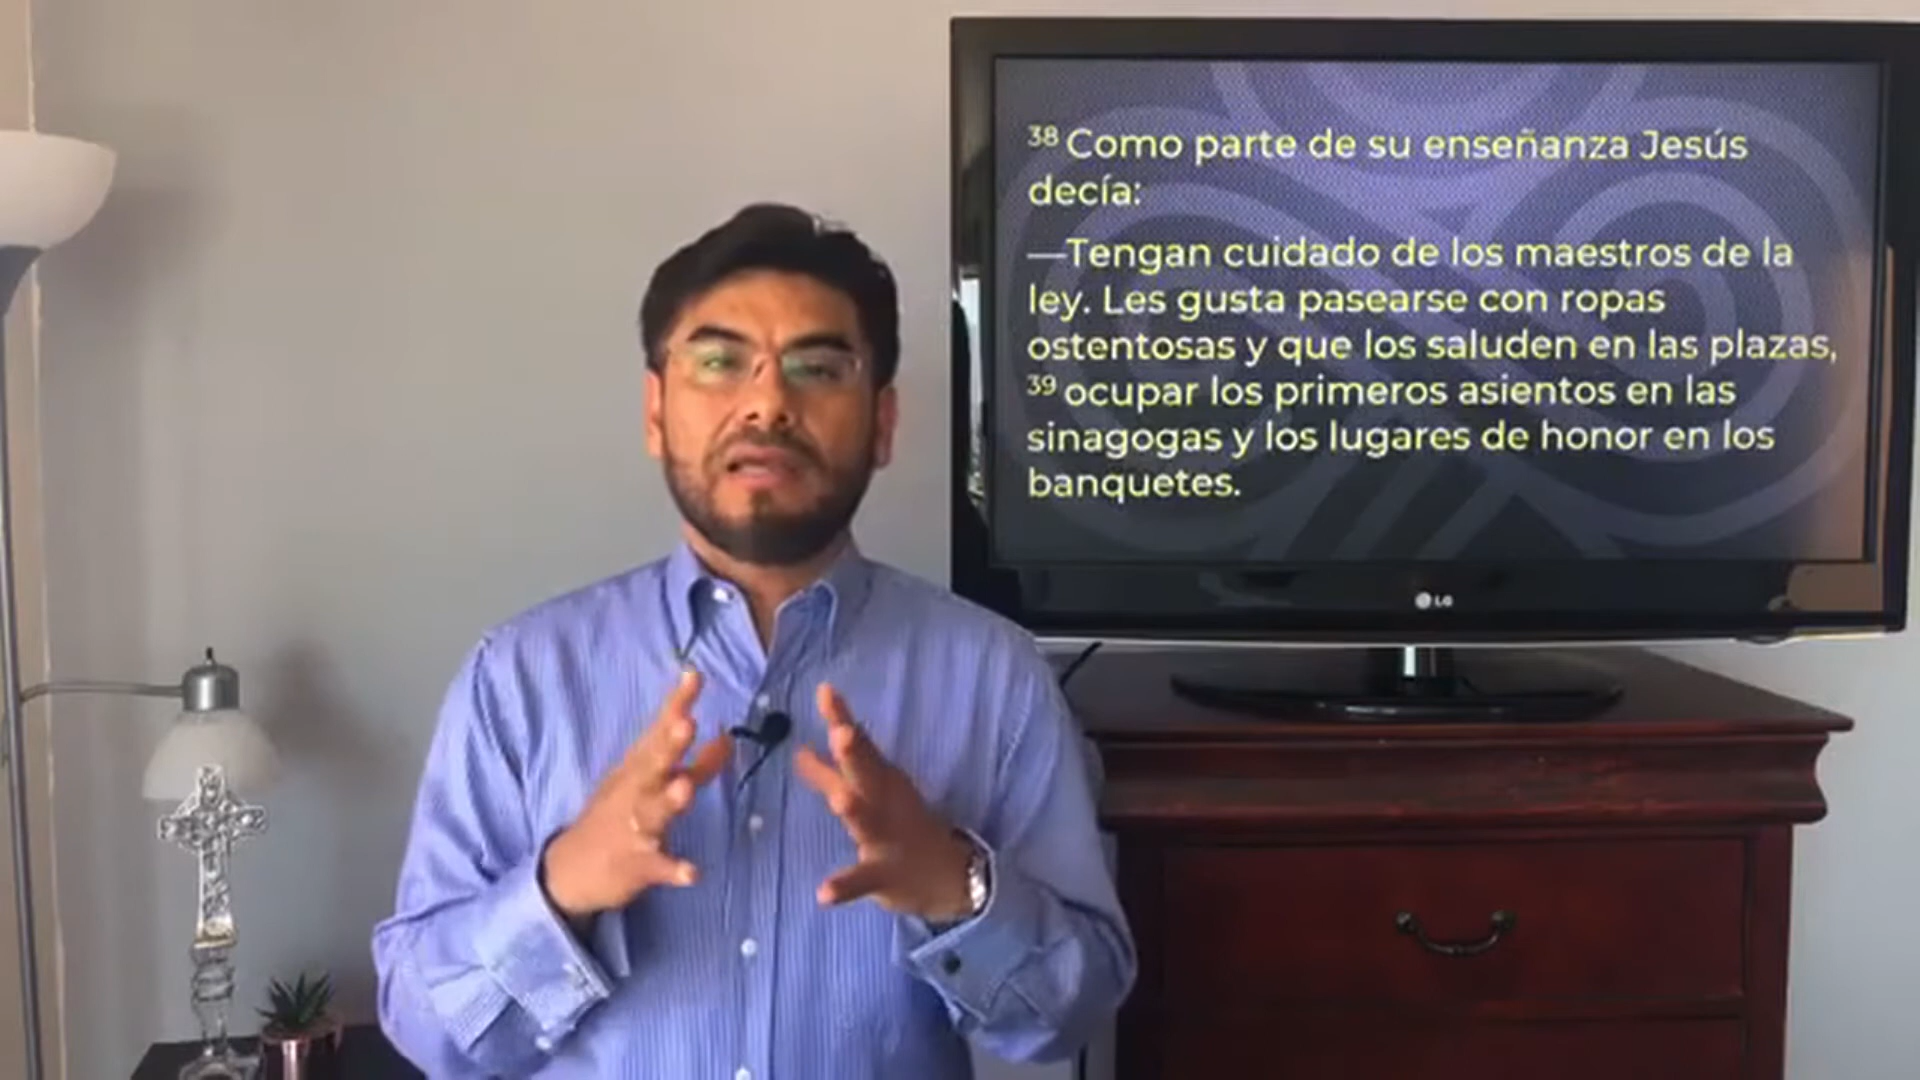 38 Como parte de su enseñanza Jesús
decía:
—Tengan cuidado de los maestros de la
ley. Les gusta pasearse con ropas
ostentosas y que los saluden en las plazas,
39 ocupar los primeros asientos en las
sinagogas y los lugares de honor en los
banquetes.
LG